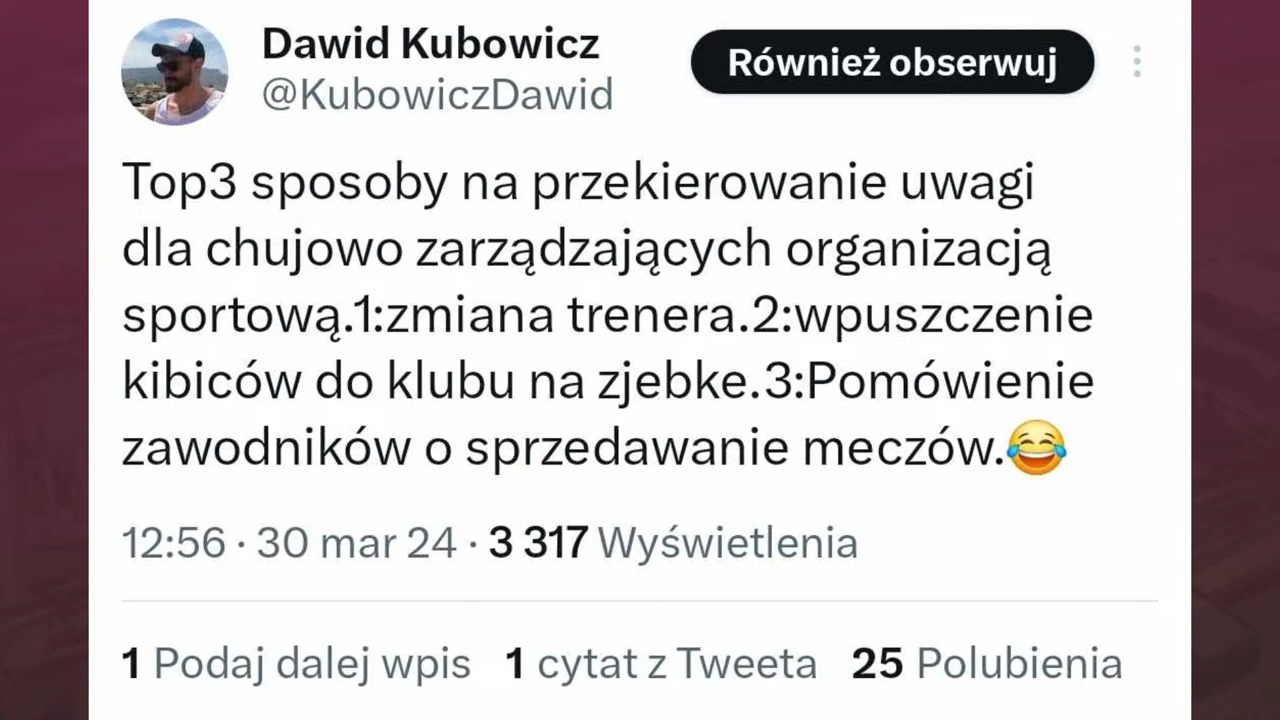 Dawid Kubowicz
@KubowiczDawid
Również obserwuj
Top3 sposoby na przekierowanie uwagi
dla chujowo zarządzających organizacją
sportową.1:zmiana trenera.2:wpuszczenie
kibiców do klubu na zjebke.3:Pomówienie
zawodników o sprzedawanie meczów.😂
12:56 · 30 mar 24 · 3 317 Wyświetlenia
1 Podaj dalej wpis 1 cytat z Tweeta 25 Polubienia